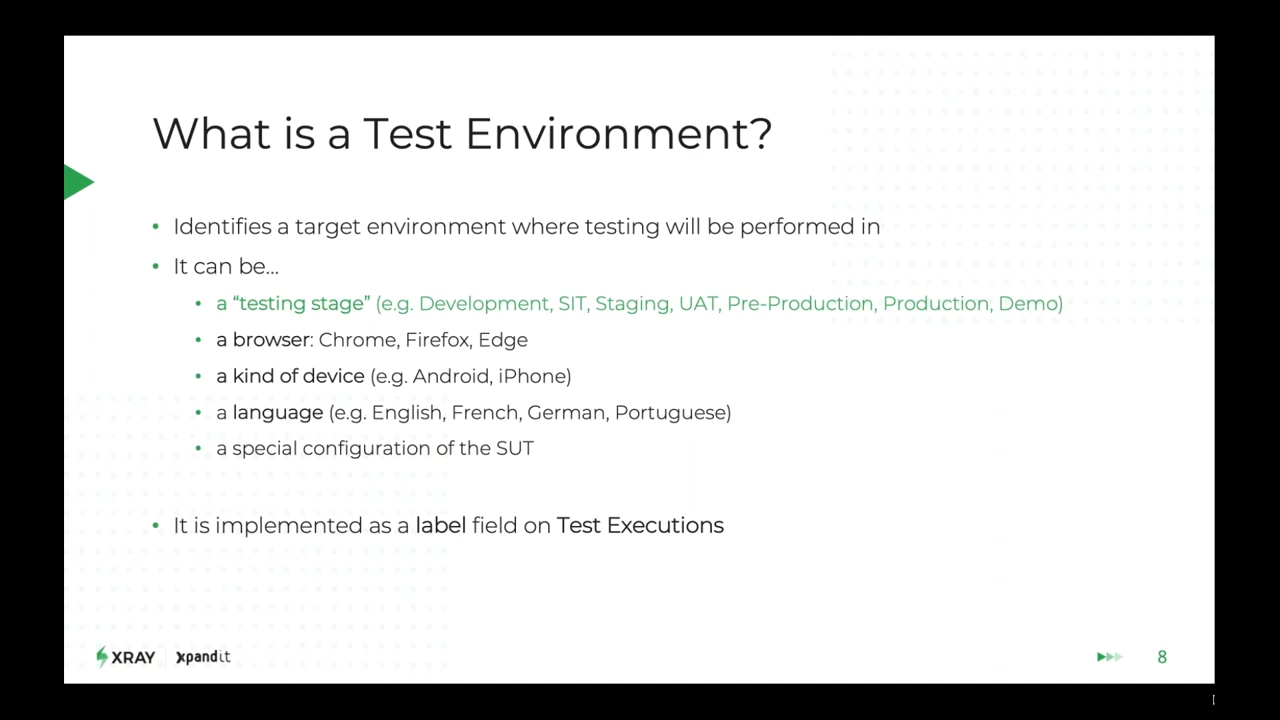 What is a Test Environment?
• Identifies a target environment where testing will be performed in
• It can be...
• a “testing stage” (e.g. Development, SIT, Staging, UAT, Pre-Production, Production, Demo)
• a browser: Chrome, Firefox, Edge
• a kind of device (e.g. Android, iPhone)
• a language (e.g. English, French, German, Portuguese)
• a special configuration of the SUT
• It is implemented as a label field on Test Executions
XRAY xpandit
8